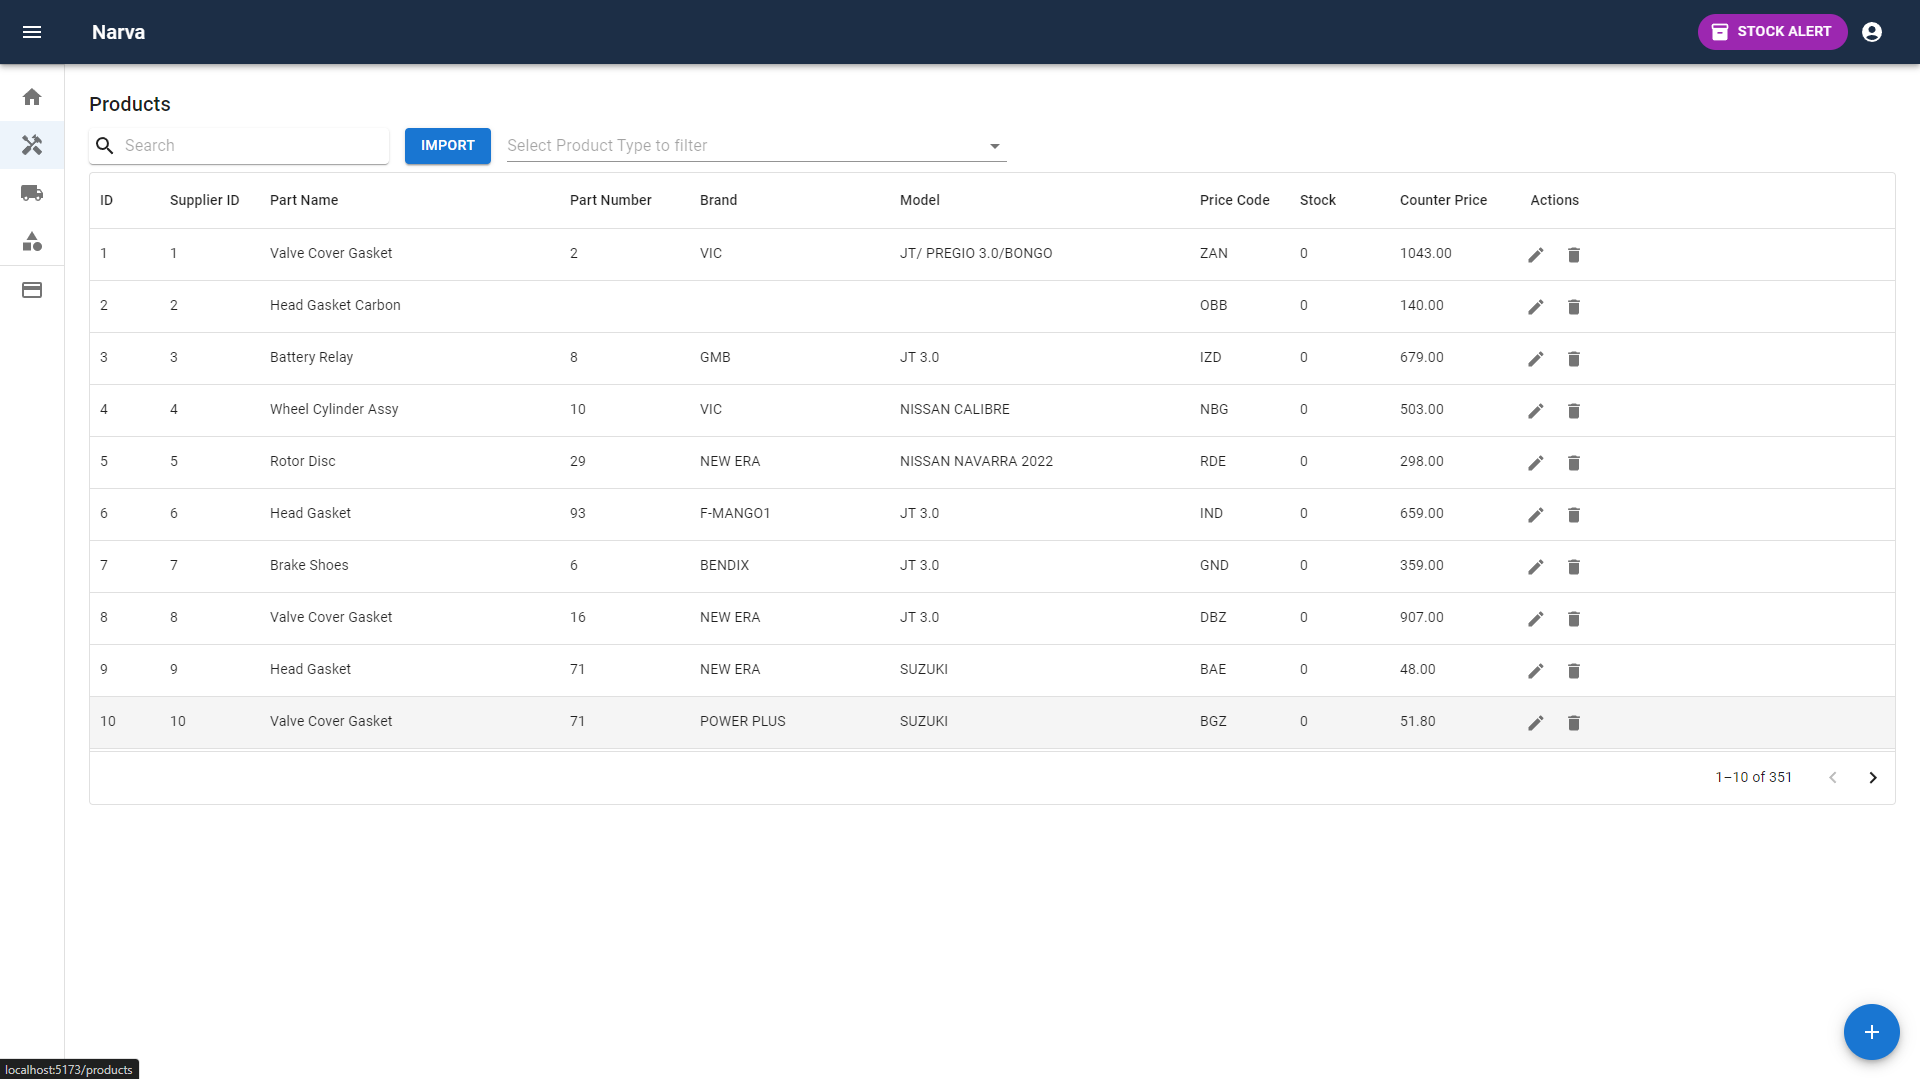 Narva
STOCK ALERT
Products
Search
IMPORT
Select Product Type to filter
ID Supplier ID Part Name Part Number Brand Model Price Code Stock Counter Price Actions
1 1 Valve Cover Gasket 2 VIC JT/ PREGIO 3.0/BONGO ZAN 0 1043.00
2 2 Head Gasket Carbon OBB 0 140.00
3 3 Battery Relay 8 GMB JT 3.0 IZD 0 679.00
4 4 Wheel Cylinder Assy 10 VIC NISSAN CALIBRE NBG 0 503.00
5 5 Rotor Disc 29 NEW ERA NISSAN NAVARRA 2022 RDE 0 298.00
6 6 Head Gasket 93 F-MANGO1 JT 3.0 IND 0 659.00
7 7 Brake Shoes 6 BENDIX JT 3.0 GND 0 359.00
8 8 Valve Cover Gasket 16 NEW ERA JT 3.0 DBZ 0 907.00
9 9 Head Gasket 71 NEW ERA SUZUKI BAE 0 48.00
10 10 Valve Cover Gasket 71 POWER PLUS SUZUKI BGZ 0 51.80
1–10 of 351
localhost:5173/products